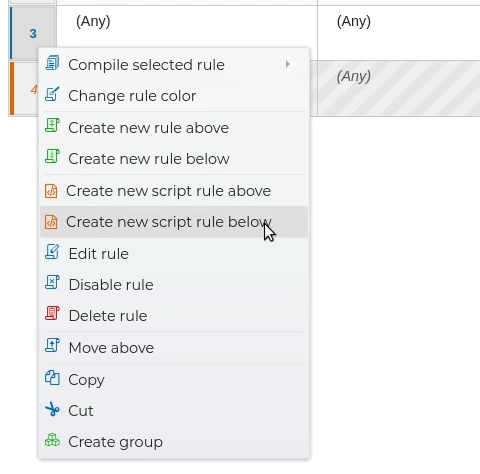 3 (Any) (Any)
4 (Any)
Compile selected rule
Change rule color
Create new rule above
Create new rule below
Create new script rule above
Create new script rule below
Edit rule
Disable rule
Delete rule
Move above
Copy
Cut
Create group